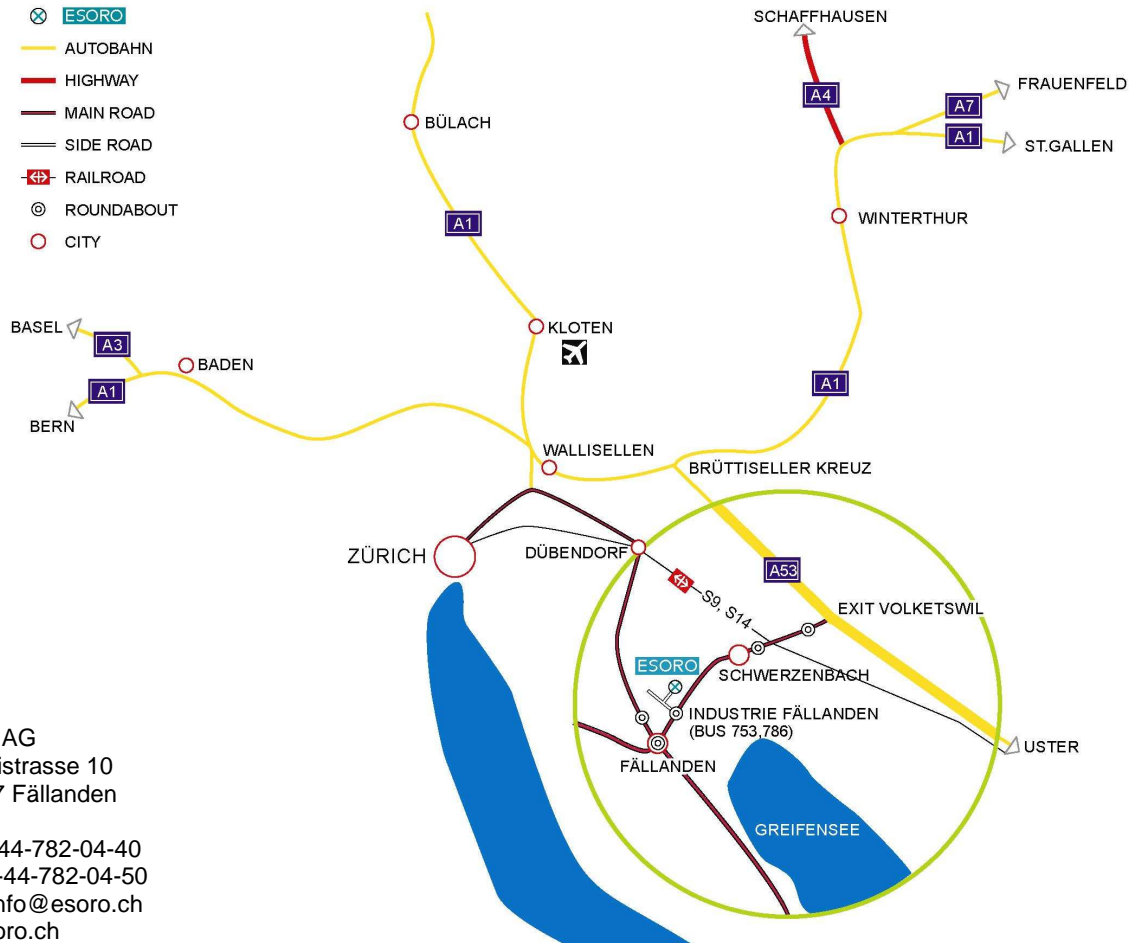 ESORO
AUTOBAHN
HIGHWAY
MAIN ROAD
SIDE ROAD
RAILROAD
ROUNDABOUT
CITY
SCHAFFHAUSEN
A4
FRAUENFELD
A7
A1
ST.GALLEN
BÜLACH
A1
WINTERTHUR
BASEL
A3
KLOTEN
BADEN
A1
A1
BERN
WALLISELLEN
BRÜTTISELLER KREUZ
ZÜRICH
DÜBENDORF
A53
S9, S14
EXIT VOLKETSWIL
ESORO
SCHWERZENBACH
INDUSTRIE FÄLLANDEN
(BUS 753,786)
FÄLLANDEN
USTER
GREIFENSEE
AG
istrasse 10
7 Fällanden
44-782-04-40
-44-782-04-50
nfo@esoro.ch
oro.ch